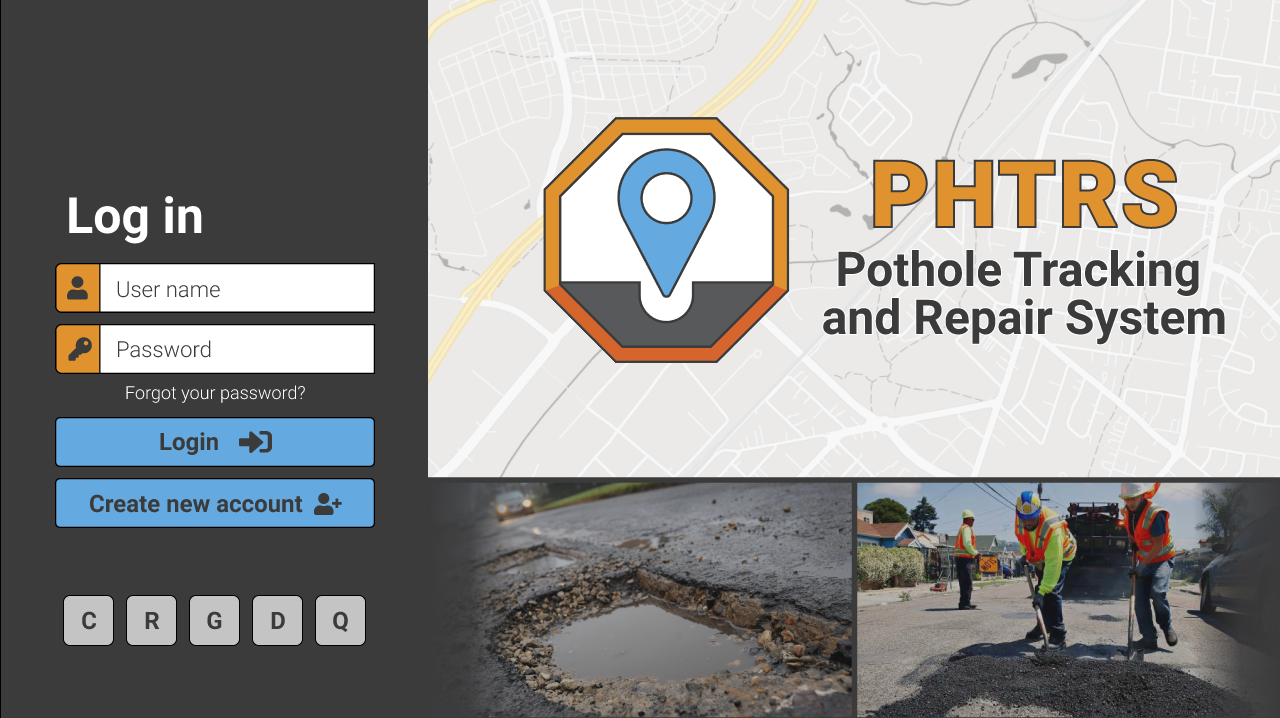 Log in
User name
Password
Forgot your password?
Login
Create new account
C R G D Q
PHTRS
Pothole Tracking
and Repair System